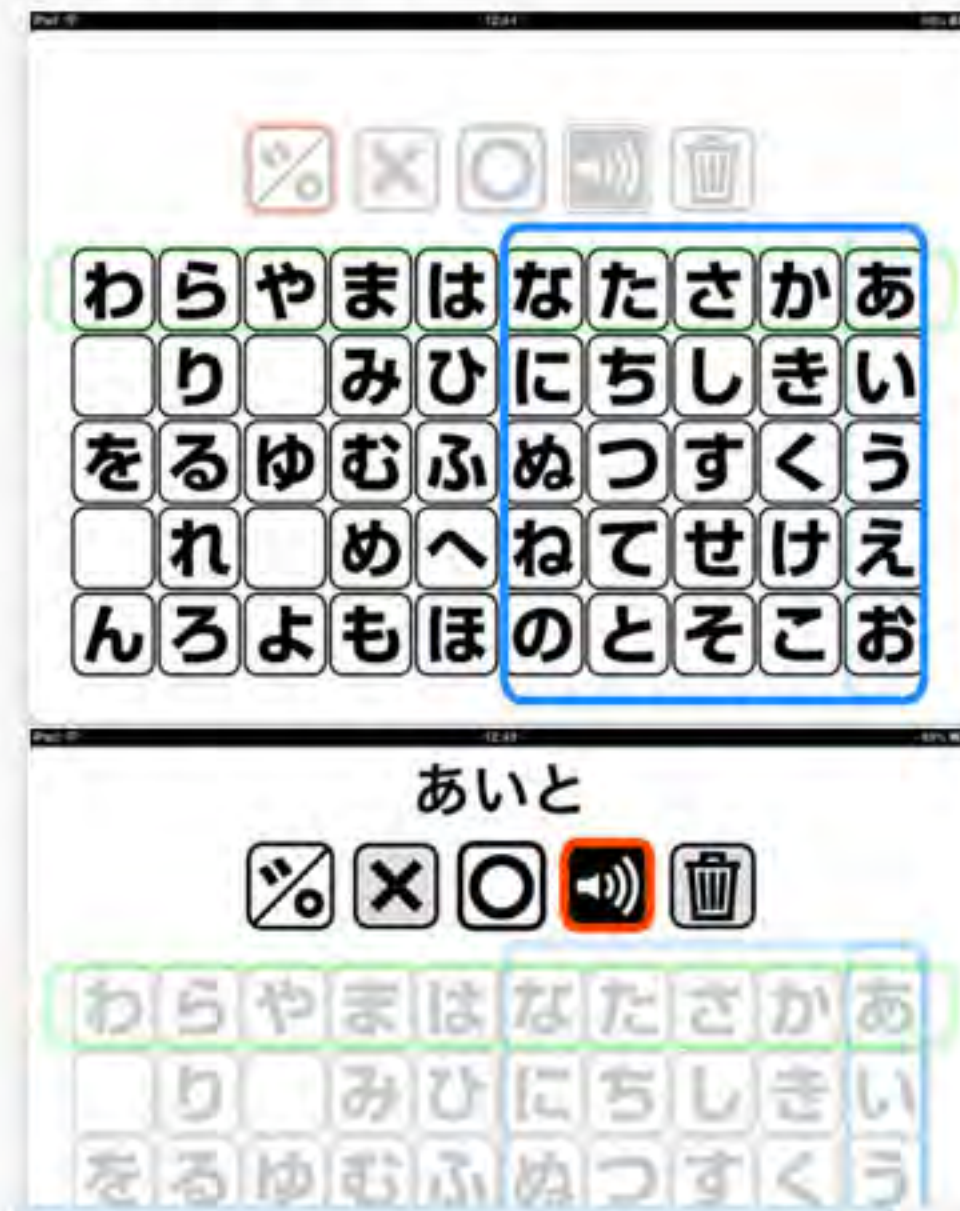 わ ら や ま は な た さ か あ
り み ひ に ち し き い
を る ゆ む ふ ぬ つ す く う
れ め へ ね て せ け え
ん ろ よ も ほ の と そ こ お
あいと
わ ら や ま は な た さ か あ
り み ひ に ち し き い
を る ゆ む ふ ぬ つ す く う